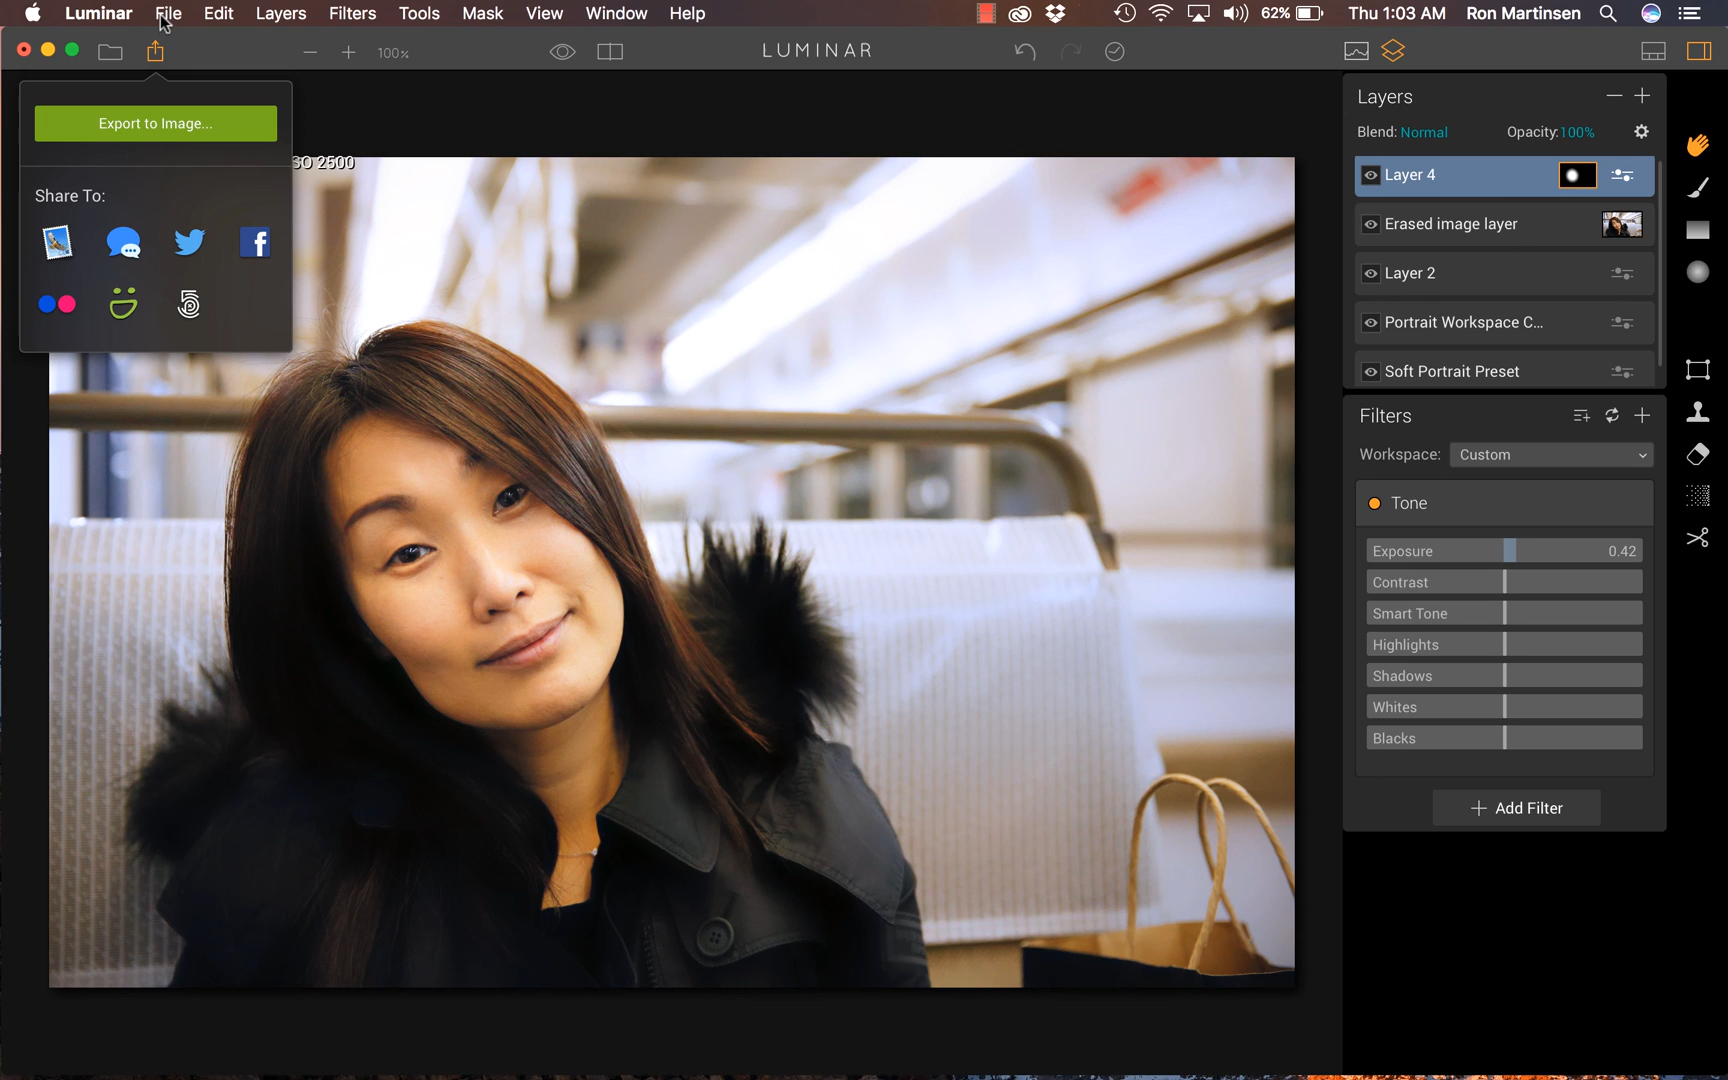 Luminar File Edit Layers Filters Tools Mask View Window Help 62% Thu 1:03 AM Ron Martinsen
100% LUMINAR
Export to Image...
Share To:
SO 2500
Layers
Blend: Normal Opacity: 100%
Layer 4
Erased image layer
Layer 2
Portrait Workspace C...
Soft Portrait Preset
Filters
Workspace: Custom
Tone
Exposure 0.42
Contrast
Smart Tone
Highlights
Shadows
Whites
Blacks
Add Filter